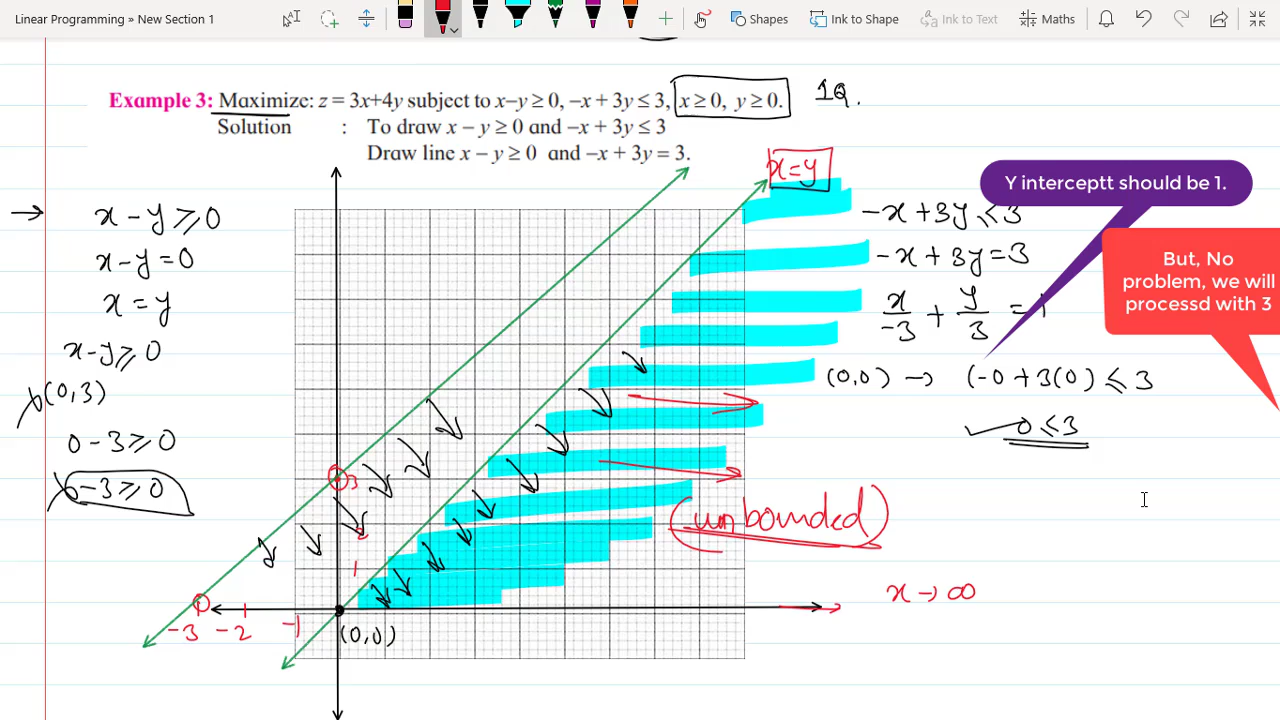 Linear Programming » New Section 1
Shapes
Ink to Shape
Ink to Text
Maths
Example 3: Maximize: z = 3x+4y subject to x–y ≥ 0, –x + 3y ≤ 3, x ≥ 0, y ≥ 0. 1Q.
Solution : To draw x – y ≥ 0 and –x + 3y ≤ 3
Draw line x – y ≥ 0 and –x + 3y = 3.
x - y ≥ 0
x - y = 0
x = y
x - y ≥ 0
(0,3)
0 - 3 ≥ 0
-3 ≥ 0
x = y
3
2
1
-3 -2 -1
(0,0)
(unbounded)
x → ∞
Y interceptt should be 1.
But, No
problem, we will
processd with 3
-x + 3y ≤ 3
-x + 3y = 3
x/-3 + y/3 = 1
(0,0) → (-0 + 3(0) ≤ 3
0 ≤ 3